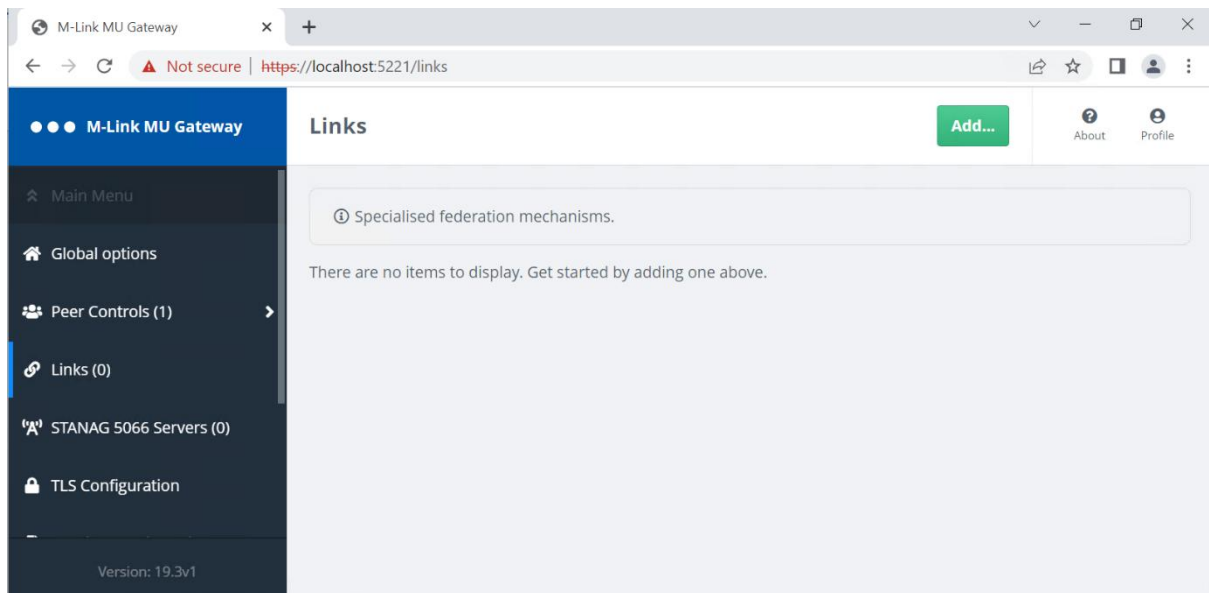 M-Link MU Gateway
Not secure | https://localhost:5221/links
M-Link MU Gateway
Links
Add...
About
Profile
Main Menu
Specialised federation mechanisms.
Global options
There are no items to display. Get started by adding one above.
Peer Controls (1)
Links (0)
STANAG 5066 Servers (0)
TLS Configuration
Version: 19.3v1